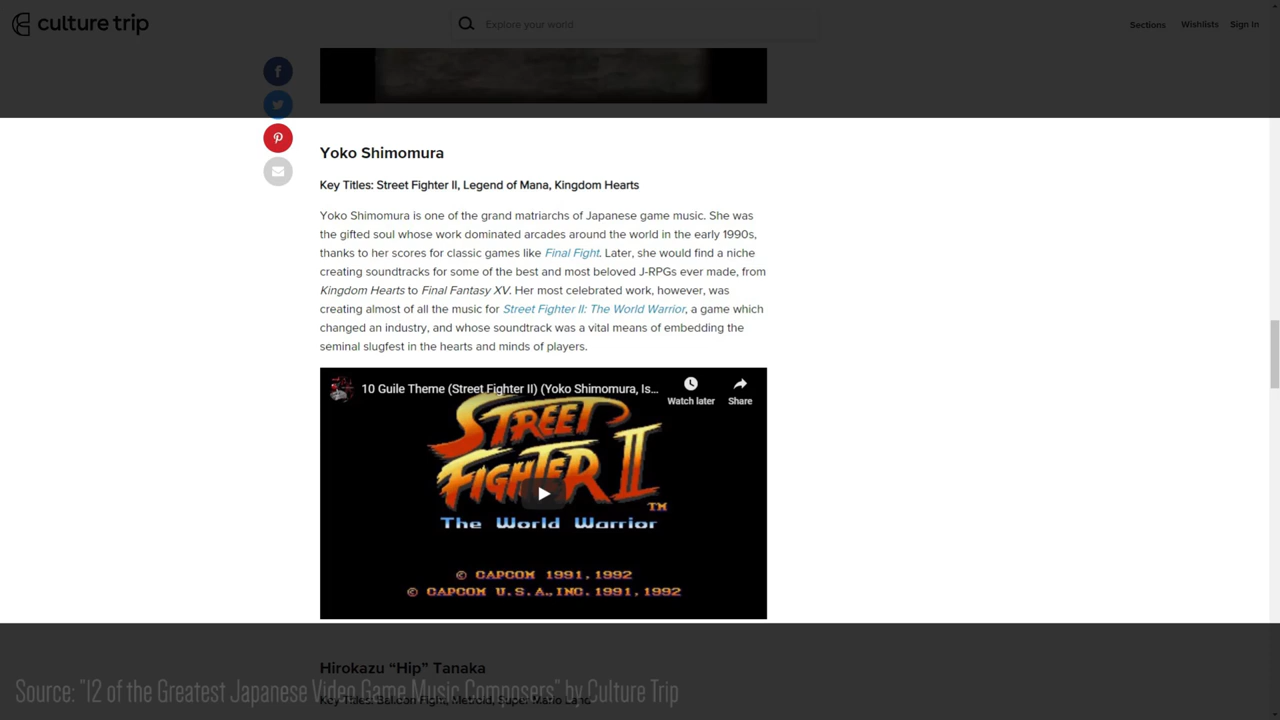 culture trip
Explore your world
Sections
Wishlists
Sign In
Yoko Shimomura
Key Titles: Street Fighter II, Legend of Mana, Kingdom Hearts
Yoko Shimomura is one of the grand matriarchs of Japanese game music. She was
the gifted soul whose work dominated arcades around the world in the early 1990s,
thanks to her scores for classic games like Final Fight. Later, she would find a niche
creating soundtracks for some of the best and most beloved J-RPGs ever made, from
Kingdom Hearts to Final Fantasy XV. Her most celebrated work, however, was
creating almost of all the music for Street Fighter II: The World Warrior, a game which
changed an industry, and whose soundtrack was a vital means of embedding the
seminal slugfest in the hearts and minds of players.
10 Guile Theme (Street Fighter II) (Yoko Shimomura, Is...
Watch later
Share
STREET
FIGHTER II
TM
The World Warrior
© CAPCOM 1991,1992
© CAPCOM U.S.A.,INC.1991,1992
Hirokazu “Hip” Tanaka
Source: "12 of the Greatest Japanese Video Game Music Composers" by Culture Trip
Key Titles: Balloon Fight, Metroid, Super Mario Land